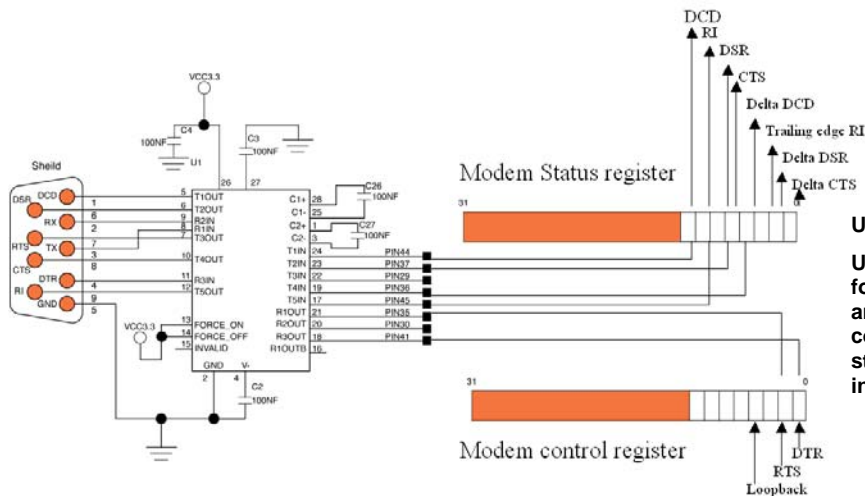 DCD
RI
DSR
CTS
Delta DCD
Trailing edge RI
Delta DSR
Delta CTS
Modem Status register
31
0
VCC3.3
C4
100NF
C3
100NF
U1
26
27
Sheild
DSR
DCD
RX
RTS
TX
CTS
DTR
RI
GND
1
6
2
7
3
8
4
9
5
5
6
9
8
7
10
11
12
13
14
15
T1OUT
T2OUT
R2IN
R1IN
T3OUT
T4OUT
R3IN
T5OUT
FORCE_ON
FORCE_OFF
INVALID
VCC3.3
GND
V-
2
4
C2
100NF
C1+
C1-
C2+
C2-
T1IN
T2IN
T3IN
T4IN
T5IN
R1OUT
R2OUT
R3OUT
R1OUTB
28
25
1
3
24
23
22
19
17
21
20
18
16
C26
100NF
C27
100NF
PIN44
PIN37
PIN29
PIN36
PIN45
PIN35
PIN30
PIN41
31
0
Modem control register
DTR
RTS
Loopback
U
U
fo
an
co
st
in